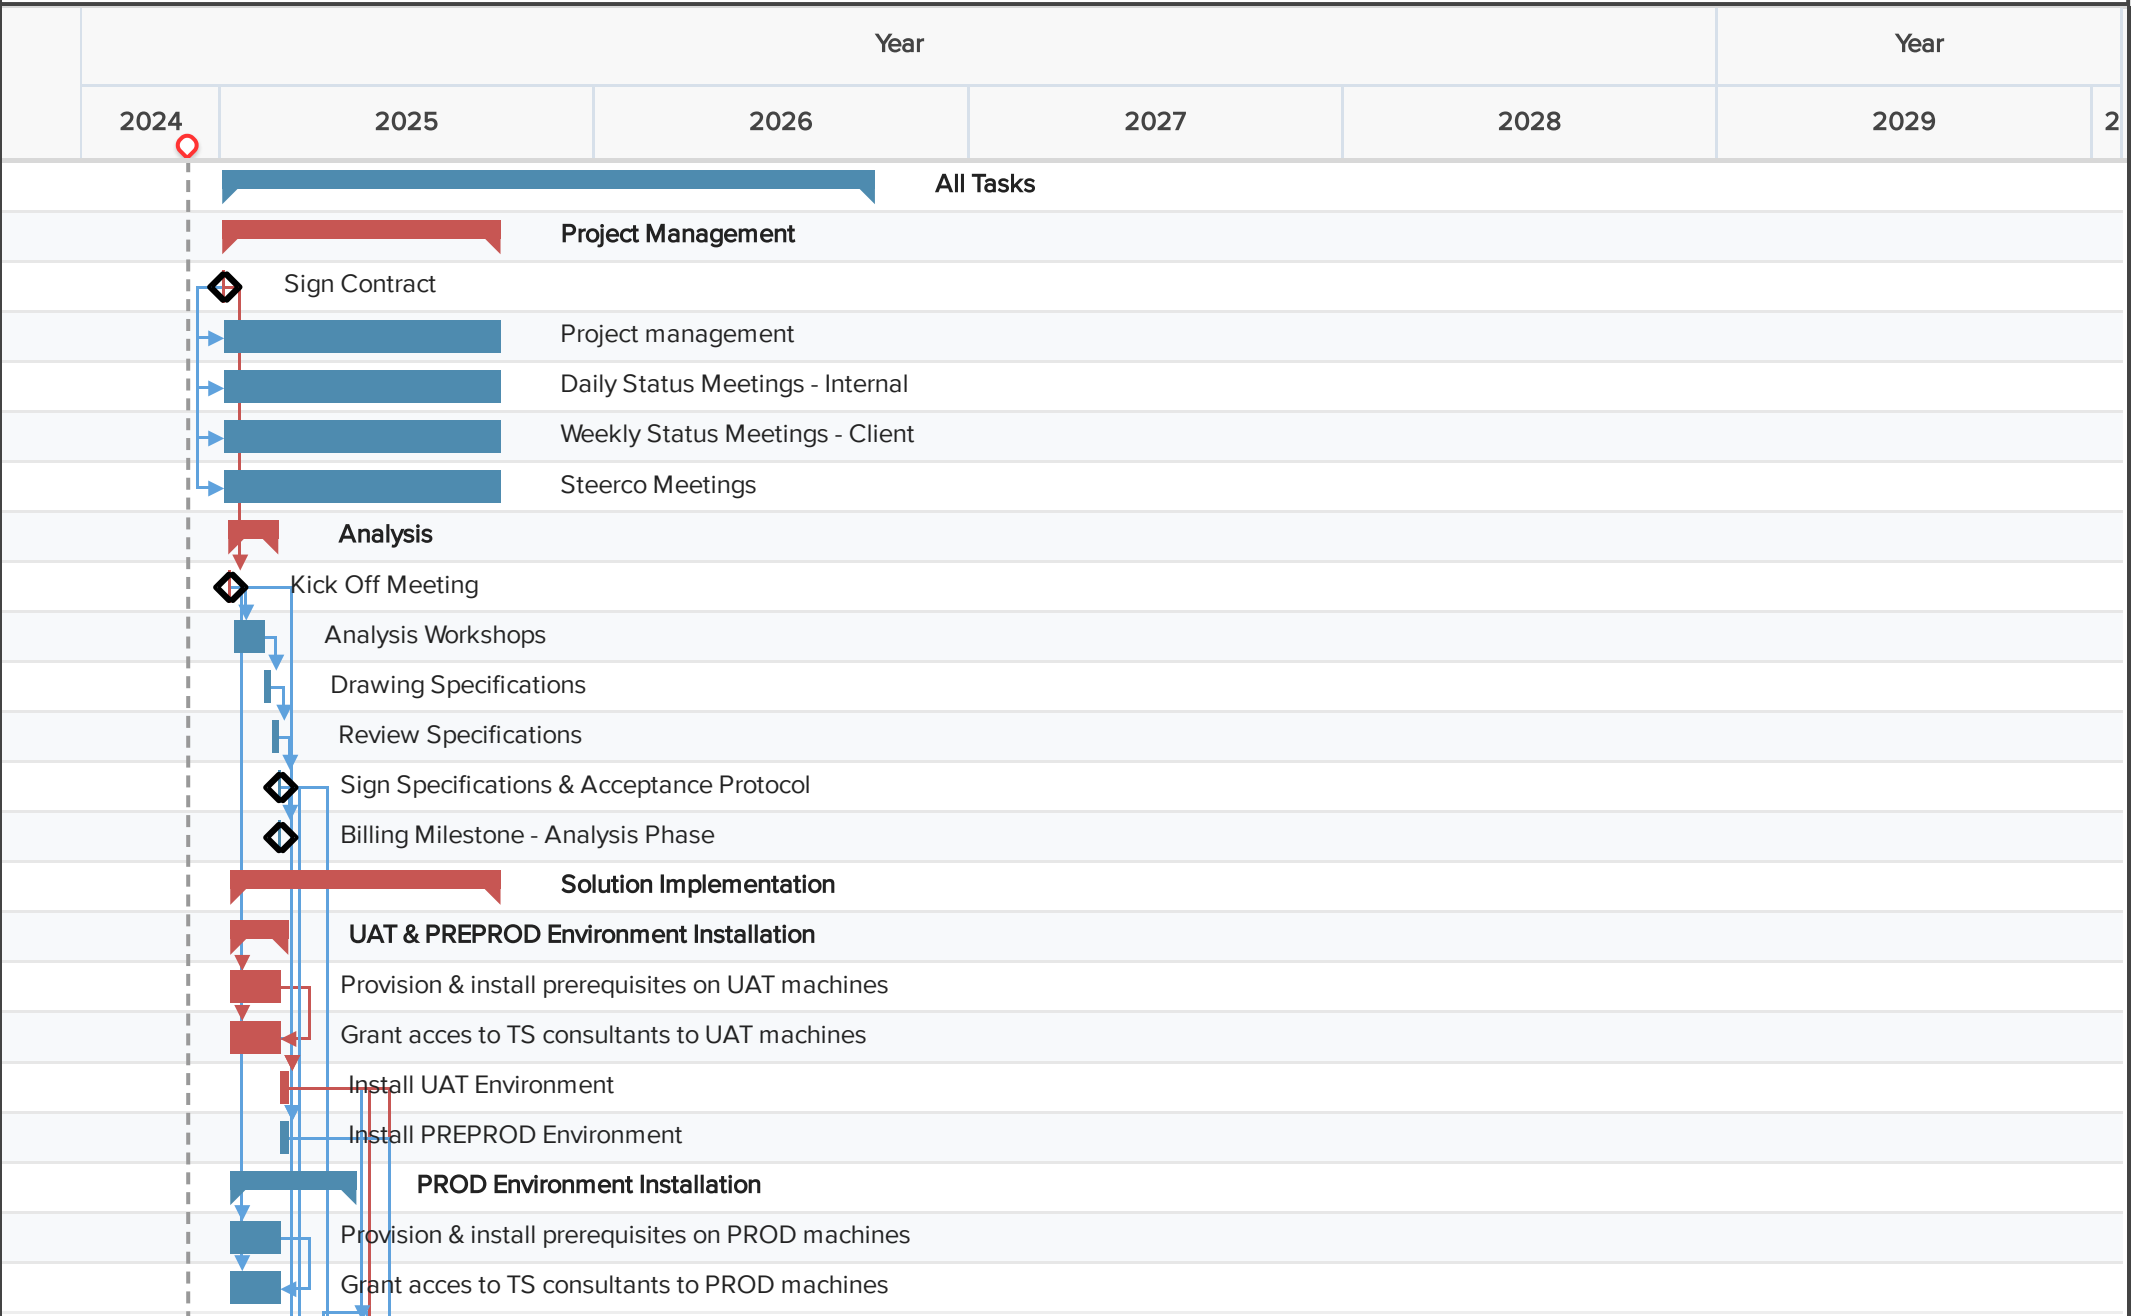 Year Year
2024 2025 2026 2027 2028 2029 2
All Tasks
Project Management
Sign Contract
Project management
Daily Status Meetings - Internal
Weekly Status Meetings - Client
Steerco Meetings
Analysis
Kick Off Meeting
Analysis Workshops
Drawing Specifications
Review Specifications
Sign Specifications & Acceptance Protocol
Billing Milestone - Analysis Phase
Solution Implementation
UAT & PREPROD Environment Installation
Provision & install prerequisites on UAT machines
Grant acces to TS consultants to UAT machines
Install UAT Environment
Install PREPROD Environment
PROD Environment Installation
Provision & install prerequisites on PROD machines
Grant acces to TS consultants to PROD machines